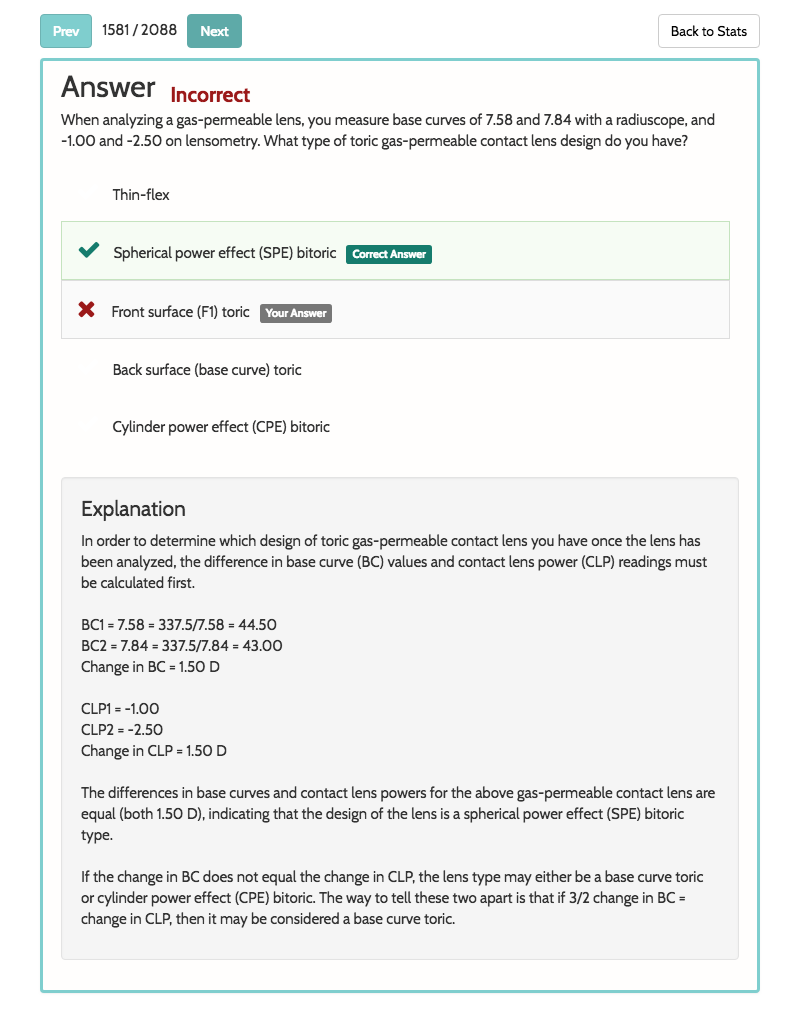 Prev 1581 / 2088 Next Back to Stats
Answer Incorrect
When analyzing a gas-permeable lens, you measure base curves of 7.58 and 7.84 with a radiuscope, and
-1.00 and -2.50 on lensometry. What type of toric gas-permeable contact lens design do you have?
Thin-flex
Spherical power effect (SPE) bitoric Correct Answer
Front surface (F1) toric Your Answer
Back surface (base curve) toric
Cylinder power effect (CPE) bitoric
Explanation
In order to determine which design of toric gas-permeable contact lens you have once the lens has
been analyzed, the difference in base curve (BC) values and contact lens power (CLP) readings must
be calculated first.
BC1 = 7.58 = 337.5/7.58 = 44.50
BC2 = 7.84 = 337.5/7.84 = 43.00
Change in BC = 1.50 D
CLP1 = -1.00
CLP2 = -2.50
Change in CLP = 1.50 D
The differences in base curves and contact lens powers for the above gas-permeable contact lens are
equal (both 1.50 D), indicating that the design of the lens is a spherical power effect (SPE) bitoric
type.
If the change in BC does not equal the change in CLP, the lens type may either be a base curve toric
or cylinder power effect (CPE) bitoric. The way to tell these two apart is that if 3/2 change in BC =
change in CLP, then it may be considered a base curve toric.